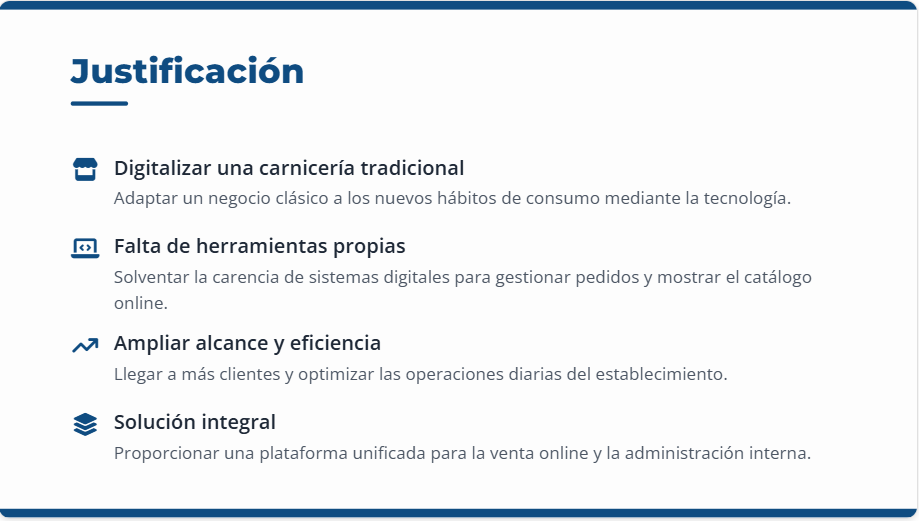 Justificación
Digitalizar una carnicería tradicional
Adaptar un negocio clásico a los nuevos hábitos de consumo mediante la tecnología.
Falta de herramientas propias
Solventar la carencia de sistemas digitales para gestionar pedidos y mostrar el catálogo
online.
Ampliar alcance y eficiencia
Llegar a más clientes y optimizar las operaciones diarias del establecimiento.
Solución integral
Proporcionar una plataforma unificada para la venta online y la administración interna.